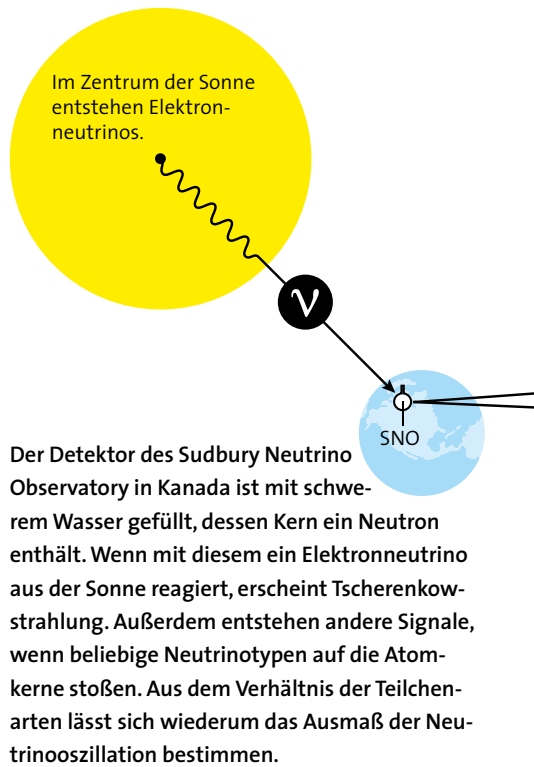 Im Zentrum der Sonne
entstehen Elektron-
neutrinos.
ν
SNO
Der Detektor des Sudbury Neutrino
Observatory in Kanada ist mit schwe-
rem Wasser gefüllt, dessen Kern ein Neutron
enthält. Wenn mit diesem ein Elektronneutrino
aus der Sonne reagiert, erscheint Tscherenkow-
strahlung. Außerdem entstehen andere Signale,
wenn beliebige Neutrinotypen auf die Atom-
kerne stoßen. Aus dem Verhältnis der Teilchen-
arten lässt sich wiederum das Ausmaß der Neu-
trinooszillation bestimmen.